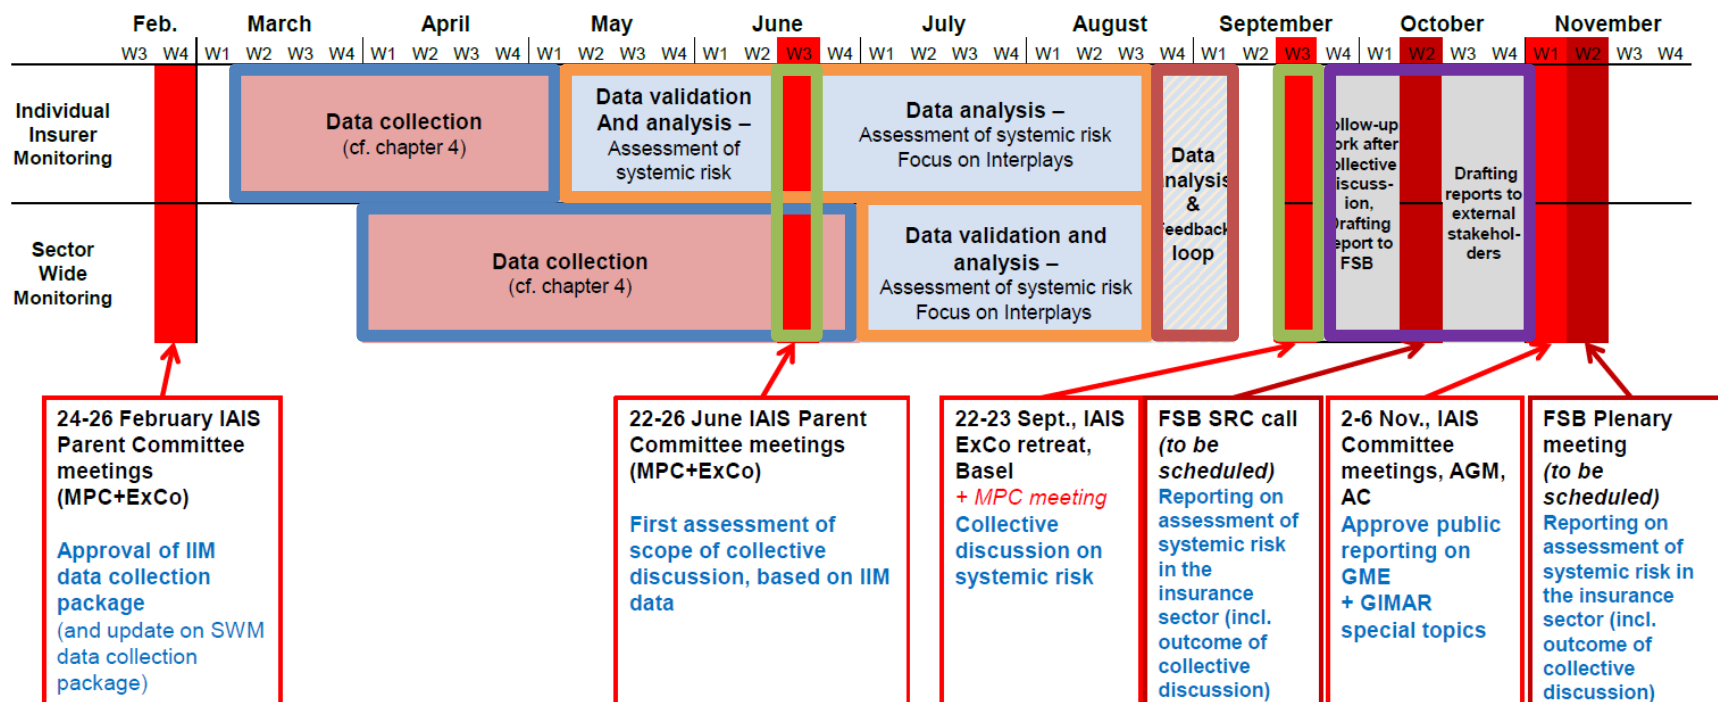 Feb. March April May June July August September October November
W3 W4 W1 W2 W3 W4 W1 W2 W3 W4 W1 W2 W3 W4 W1 W2 W3 W4 W1 W2 W3 W4 W1 W2 W3 W4 W1 W2 W3 W4 W1 W2 W3 W4 W1 W2 W3 W4
Individual
Insurer
Monitoring
Data collection
(cf. chapter 4)
Data validation
And analysis –
Assessment of
systemic risk
Data analysis –
Assessment of systemic risk
Focus on Interplays
Sector
Wide
Monitoring
Data collection
(cf. chapter 4)
Data validation and
analysis –
Assessment of systemic risk
Focus on Interplays
Data
nalysis
&
eedback
loop
ollow-up
ork after
ollective
iscuss-
ion,
Drafting
eport to
FSB
Drafting
reports to
external
stakehol-
ders
24-26 February IAIS
Parent Committee
meetings
(MPC+ExCo)
Approval of IIM
data collection
package
(and update on SWM
data collection
package)
22-26 June IAIS Parent
Committee meetings
(MPC+ExCo)
First assessment of
scope of collective
discussion, based on IIM
data
22-23 Sept., IAIS
ExCo retreat,
Basel
+ MPC meeting
Collective
discussion on
systemic risk
FSB SRC call
(to be
scheduled)
Reporting on
assessment of
systemic risk
in the
insurance
sector (incl.
outcome of
collective
discussion)
2-6 Nov., IAIS
Committee
meetings, AGM,
AC
Approve public
reporting on
GME
+ GIMAR
special topics
FSB Plenary
meeting
(to be
scheduled)
Reporting on
assessment of
systemic risk in
the insurance
sector (incl.
outcome of
collective
discussion)